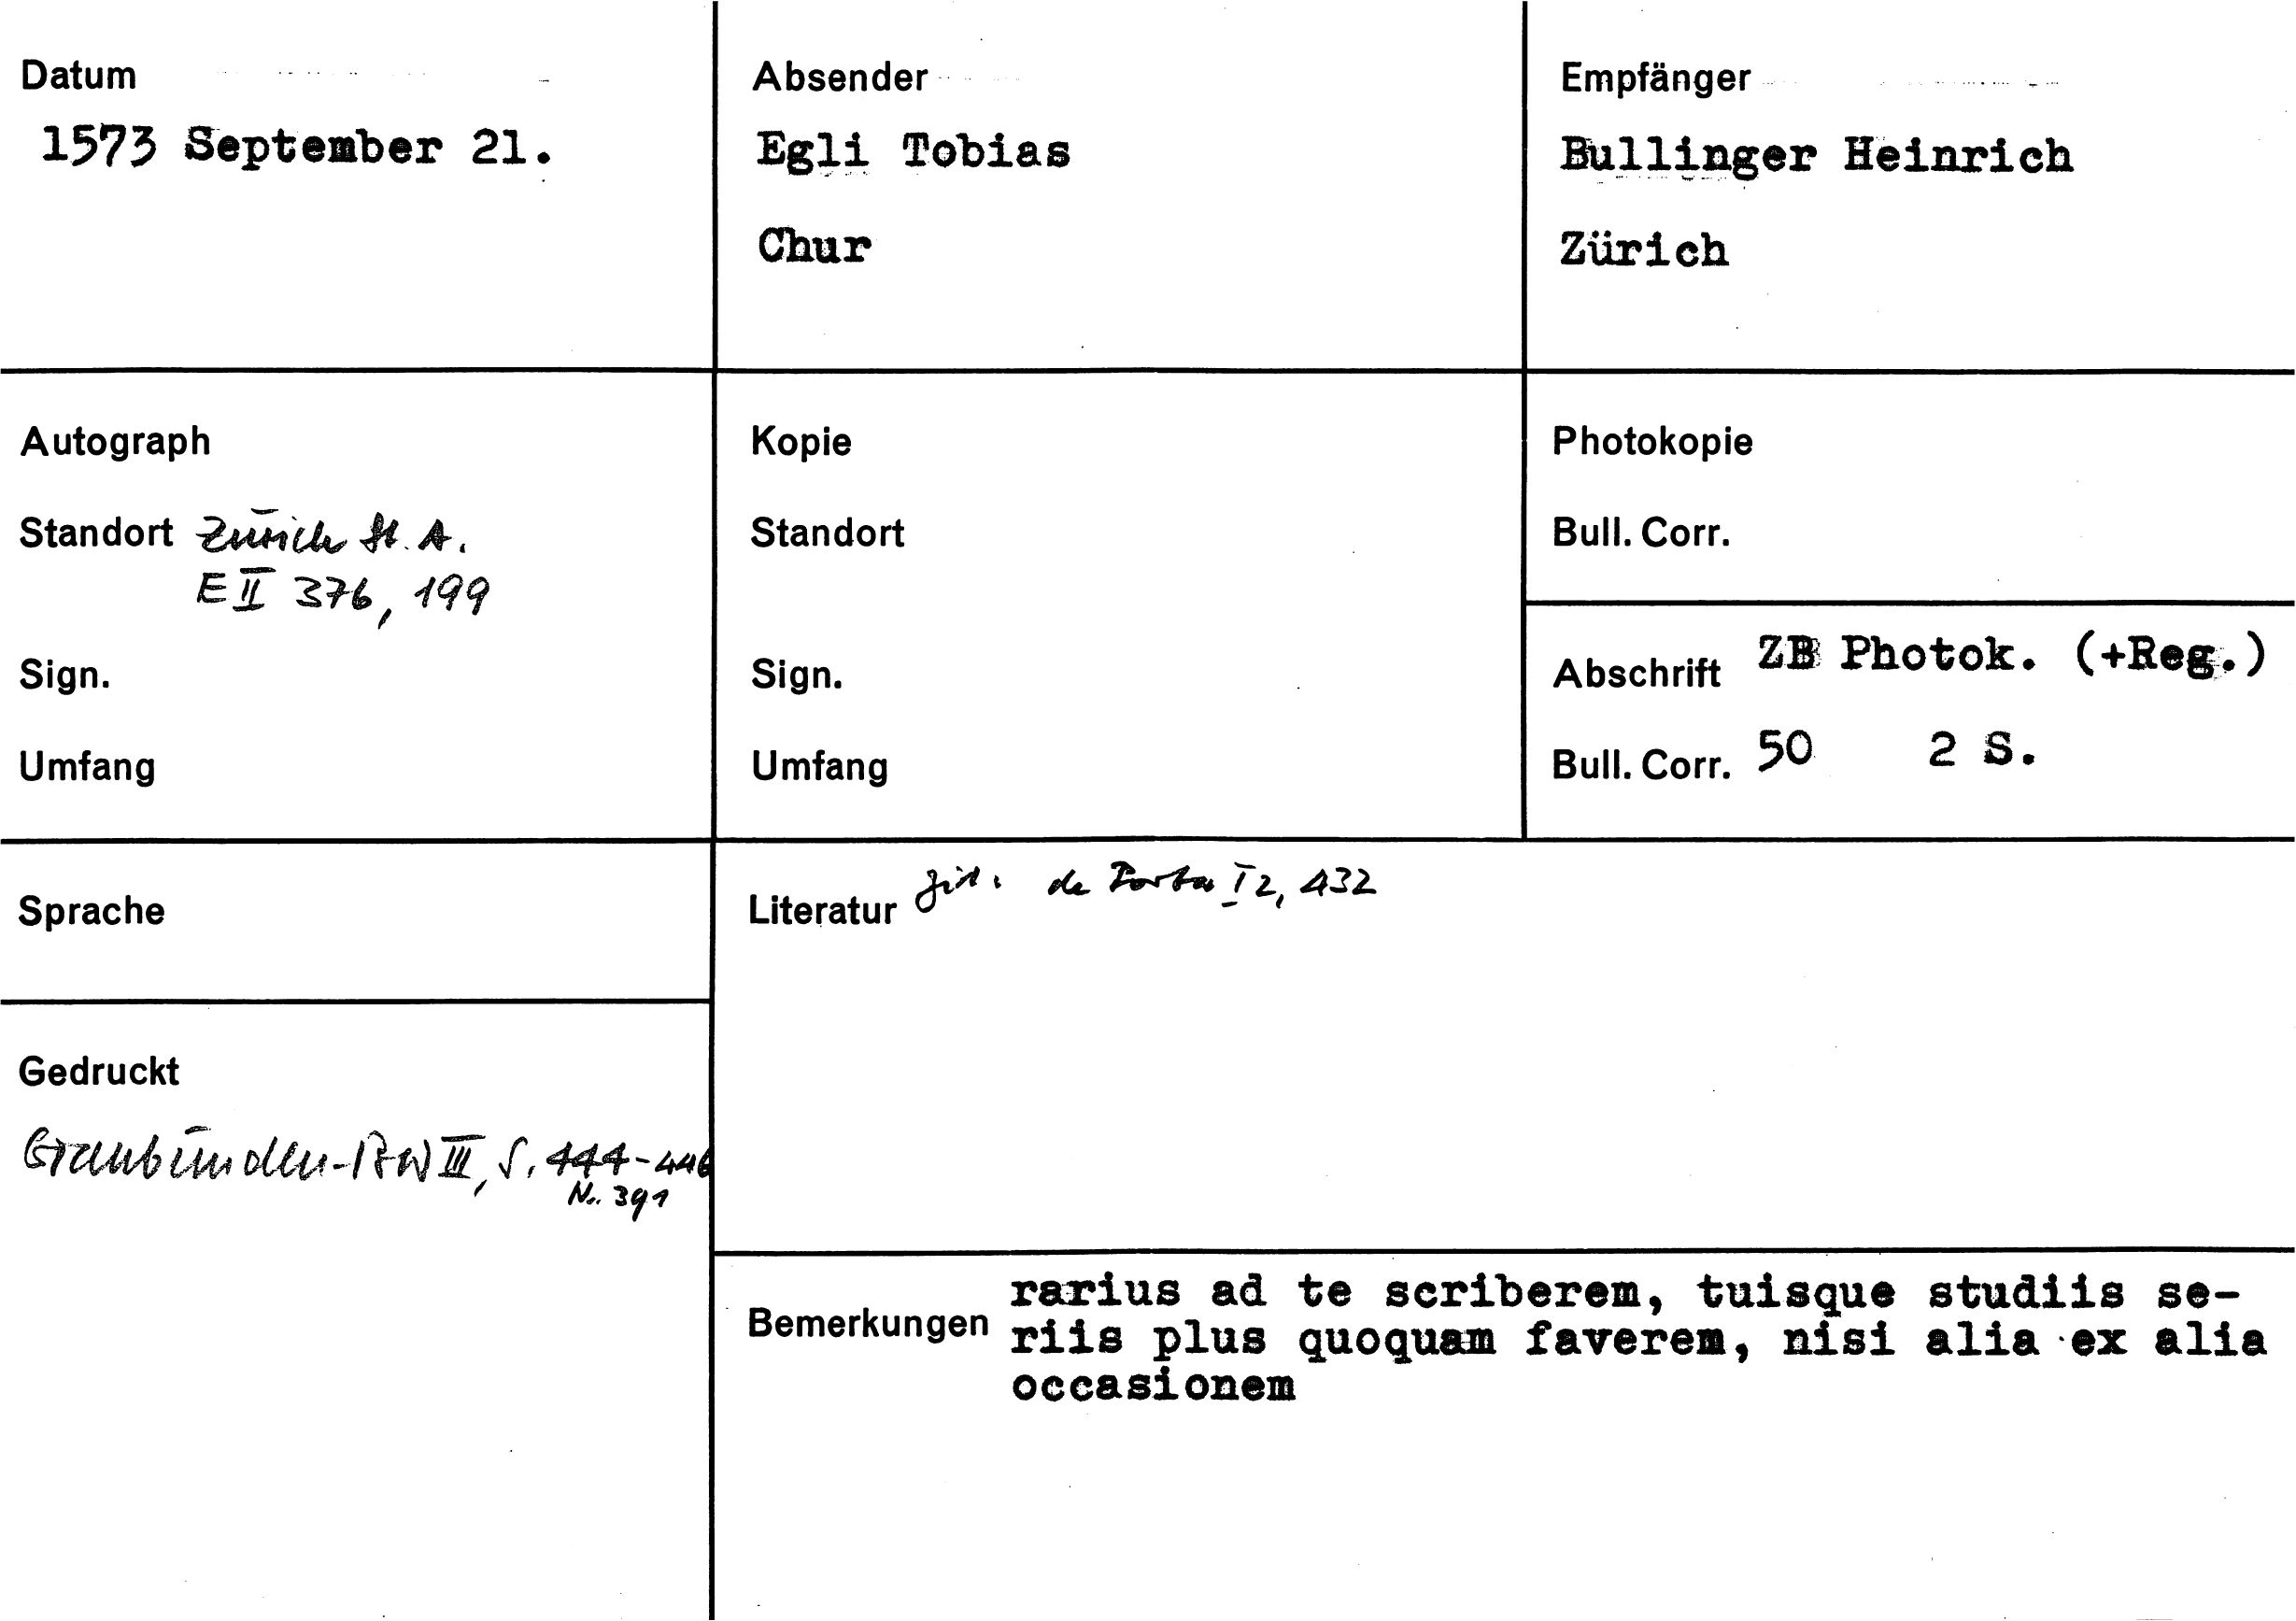 Datum
1573 September 21.
Absender
Egli Tobias
Chur
Empfänger
Bullinger Heinrich
Zürich
Autograph
Standort Zürich St. A.
E II 376, 199
Sign.
Umfang
Kopie
Standort
Sign.
Umfang
Photokopie
Bull. Corr.
Abschrift ZB Photok. (+Reg.)
Bull. Corr. 50 2 S.
Sprache
Gedruckt
Graubünden-BW III, S. 444-446
Nr. 391
Literatur zit. de Porta I 2, 432
Bemerkungen
rarius ad te scriberem, tuisque studiis se-
riis plus quoquam faverem, nisi alia ex alia
occasionem